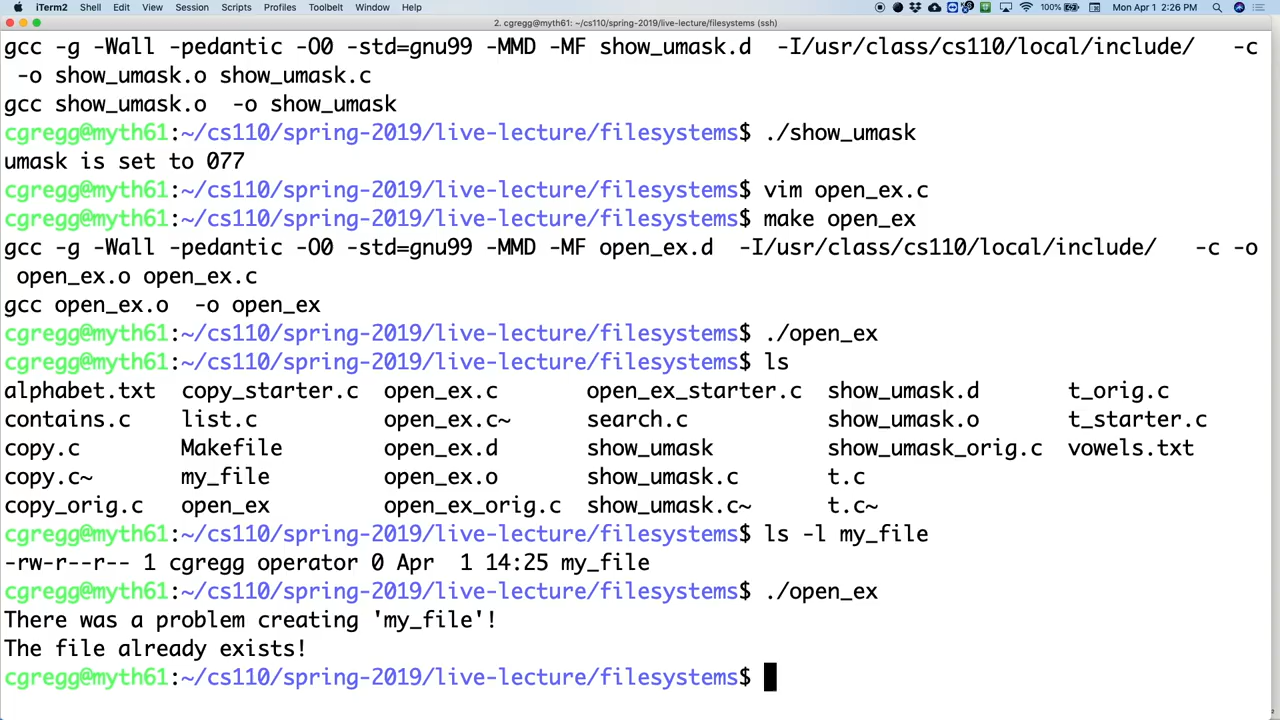 iTerm2 Shell Edit View Session Scripts Profiles Toolbelt Window Help 100% Mon Apr 1 2:26 PM
2. cgregg@myth61: ~/cs110/spring-2019/live-lecture/filesystems (ssh)
gcc -g -Wall -pedantic -O0 -std=gnu99 -MMD -MF show_umask.d  -I/usr/class/cs110/local/include/   -c
 -o show_umask.o show_umask.c
gcc show_umask.o  -o show_umask
cgregg@myth61:~/cs110/spring-2019/live-lecture/filesystems$ ./show_umask
umask is set to 077
cgregg@myth61:~/cs110/spring-2019/live-lecture/filesystems$ vim open_ex.c
cgregg@myth61:~/cs110/spring-2019/live-lecture/filesystems$ make open_ex
gcc -g -Wall -pedantic -O0 -std=gnu99 -MMD -MF open_ex.d  -I/usr/class/cs110/local/include/   -c -o
 open_ex.o open_ex.c
gcc open_ex.o  -o open_ex
cgregg@myth61:~/cs110/spring-2019/live-lecture/filesystems$ ./open_ex
cgregg@myth61:~/cs110/spring-2019/live-lecture/filesystems$ ls
alphabet.txt  copy_starter.c  open_ex.c       open_ex_starter.c  show_umask.d       t_orig.c
contains.c    list.c          open_ex.c~      search.c           show_umask.o       t_starter.c
copy.c        Makefile        open_ex.d       show_umask         show_umask_orig.c  vowels.txt
copy.c~       my_file         open_ex.o       show_umask.c       t.c
copy_orig.c   open_ex         open_ex_orig.c  show_umask.c~      t.c~
cgregg@myth61:~/cs110/spring-2019/live-lecture/filesystems$ ls -l my_file
-rw-r--r-- 1 cgregg operator 0 Apr  1 14:25 my_file
cgregg@myth61:~/cs110/spring-2019/live-lecture/filesystems$ ./open_ex
There was a problem creating 'my_file'!
The file already exists!
cgregg@myth61:~/cs110/spring-2019/live-lecture/filesystems$